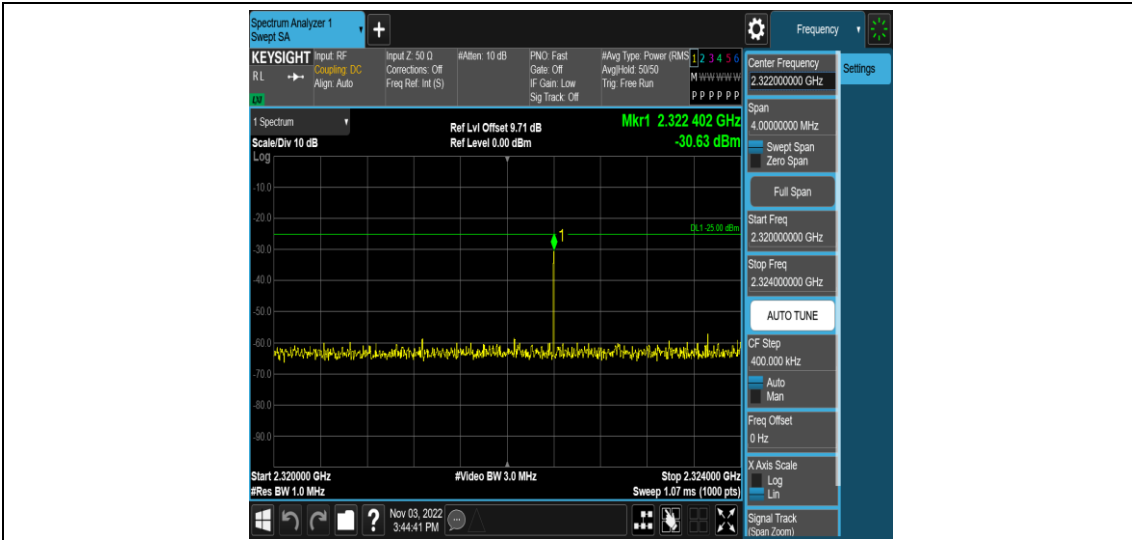 Spectrum Analyzer 1
Swept SA
+
Frequency
KEYSIGHT
RL
LXI
Input: RF
Coupling: DC
Align: Auto
Input Z: 50 Ω
Corrections: Off
Freq Ref: Int (S)
#Atten: 10 dB
PNO: Fast
Gate: Off
IF Gain: Low
Sig Track: Off
#Avg Type: Power (RMS
Avg|Hold: 50/50
Trig: Free Run
1 2 3 4 5 6
M W W W W W
P P P P P P
1 Spectrum
Scale/Div 10 dB
Log
Ref Lvl Offset 9.71 dB
Ref Level 0.00 dBm
Mkr1 2.322 402 GHz
-30.63 dBm
-10.0
-20.0
DL1 -25.00 dBm
1
-30.0
-40.0
-50.0
-60.0
-70.0
-80.0
-90.0
Start 2.320000 GHz
#Res BW 1.0 MHz
#Video BW 3.0 MHz
Stop 2.324000 GHz
Sweep 1.07 ms (1000 pts)
Center Frequency
2.322000000 GHz
Settings
Span
4.00000000 MHz
Swept Span
Zero Span
Full Span
Start Freq
2.320000000 GHz
Stop Freq
2.324000000 GHz
AUTO TUNE
CF Step
400.000 kHz
Auto
Man
Freq Offset
0 Hz
X Axis Scale
Log
Lin
Signal Track
(Span Zoom)
?
Nov 03, 2022
3:44:41 PM